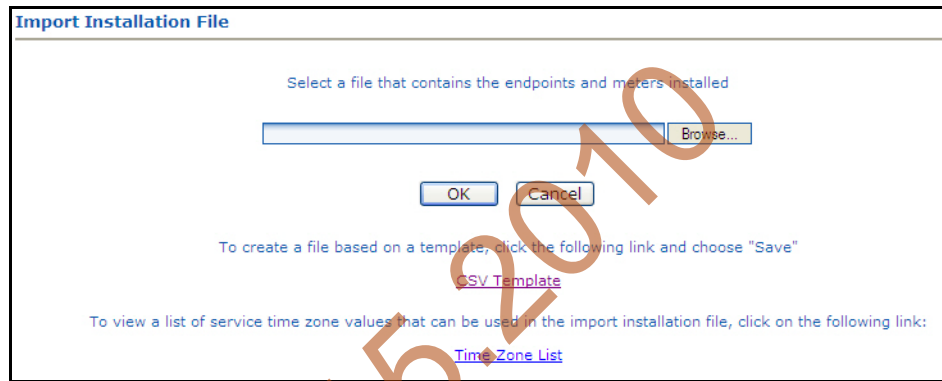 Import Installation File
Select a file that contains the endpoints and meters installed
Browse...
OK Cancel
To create a file based on a template, click the following link and choose "Save"
CSV Template
To view a list of service time zone values that can be used in the import installation file, click on the following link:
Time Zone List
5.2010